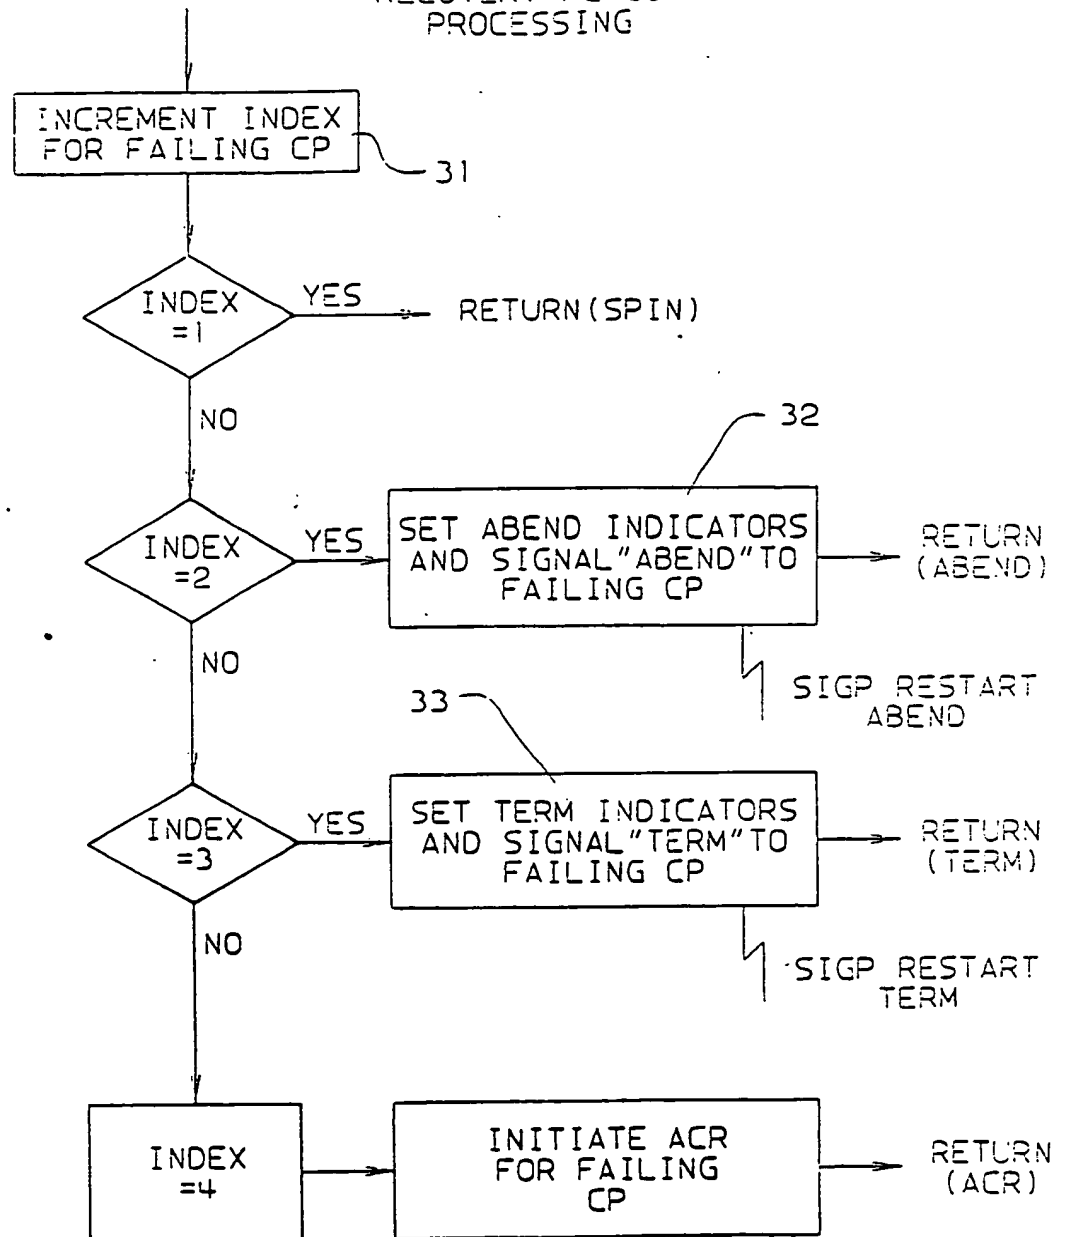 PROCESSING
INCREMENT INDEX
FOR FAILING CP
31
INDEX
=1
YES
RETURN(SPIN)
NO
32
INDEX
=2
YES
SET ABEND INDICATORS
AND SIGNAL"ABEND"TO
FAILING CP
RETURN
(ABEND)
NO
SIGP RESTART
ABEND
33
INDEX
=3
YES
SET TERM INDICATORS
AND SIGNAL"TERM"TO
FAILING CP
RETURN
(TERM)
NO
SIGP RESTART
TERM
INDEX
=4
INITIATE ACR
FOR FAILING
CP
RETURN
(ACR)